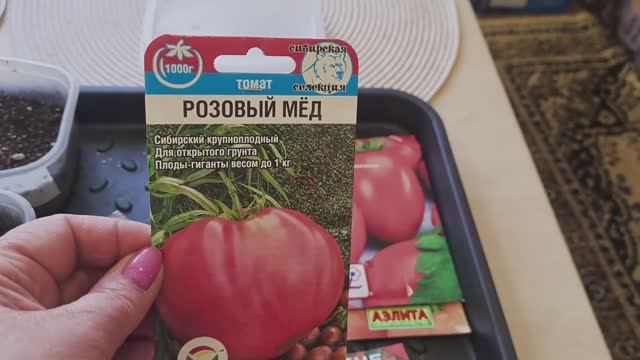 сибирская
селекция
1000г
томат
РОЗОВЫЙ МЁД
Сибирский крупноплодный
Для открытого грунта
Плоды-гиганты весом до 1 кг
АЭЛИТА